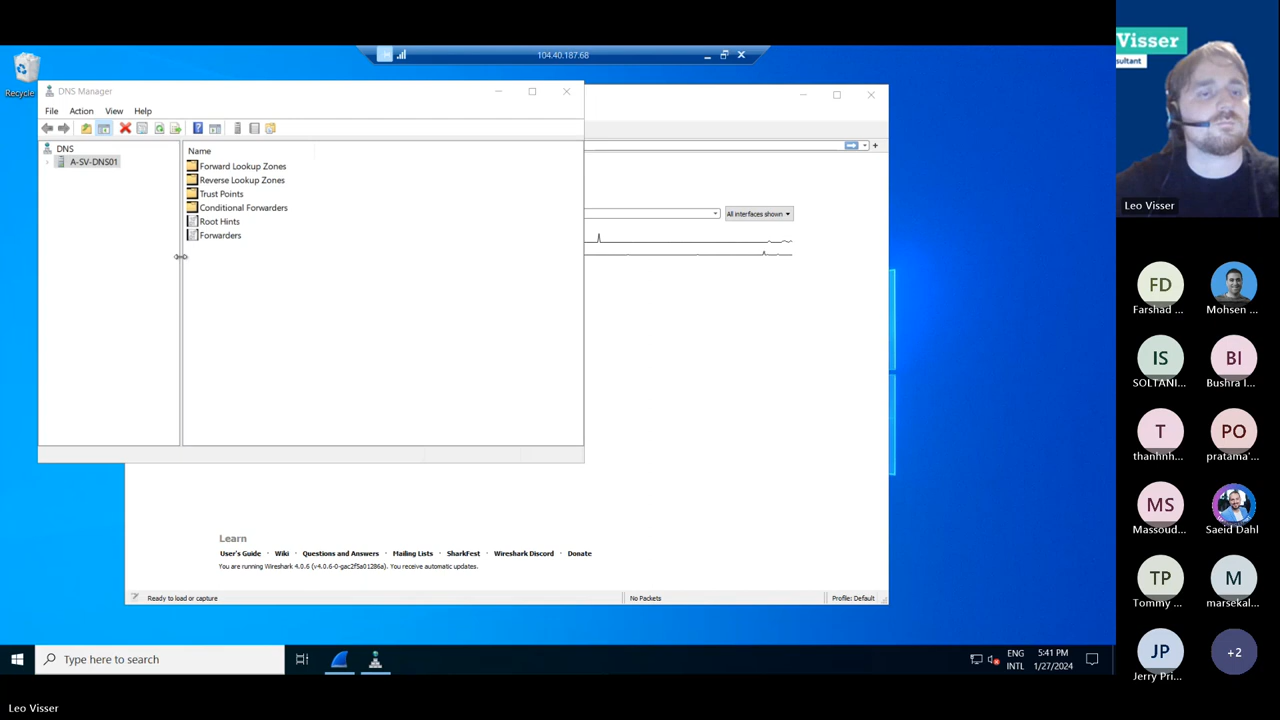 104.40.187.68
Visser
sultant
Leo Visser
Recycle
DNS Manager
File Action View Help
DNS
A-SV-DNS01
Name
Forward Lookup Zones
Reverse Lookup Zones
Trust Points
Conditional Forwarders
Root Hints
Forwarders
All interfaces shown
Learn
User's Guide · Wiki · Questions and Answers · Mailing Lists · SharkFest · Wireshark Discord · Donate
You are running Wireshark 4.0.6 (v4.0.6-0-gac2f5a01286a). You receive automatic updates.
Ready to load or capture
No Packets
Profile: Default
Type here to search
ENG
INTL
5:41 PM
1/27/2024
FD
Farshad ...
Mohsen ...
IS
SOLTANI...
BI
Bushra I...
T
thanhnh...
PO
pratama'...
MS
Massoud...
Saeid Dahl
TP
Tommy ...
M
marsekal...
JP
Jerry Pri...
+2
Leo Visser